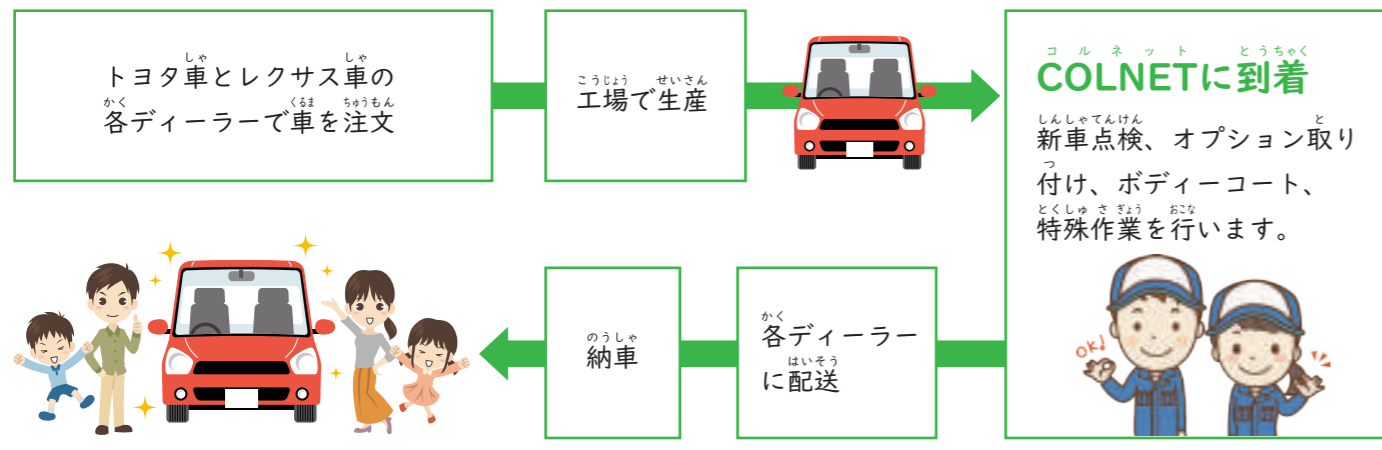 トヨタ車とレクサス車の
各ディーラーで車を注文
工場で生産
COLNETに到着
新車点検、オプション取り
付け、ボディーコート、
特殊作業を行います。
OK!
各ディーラー
に配送
納車